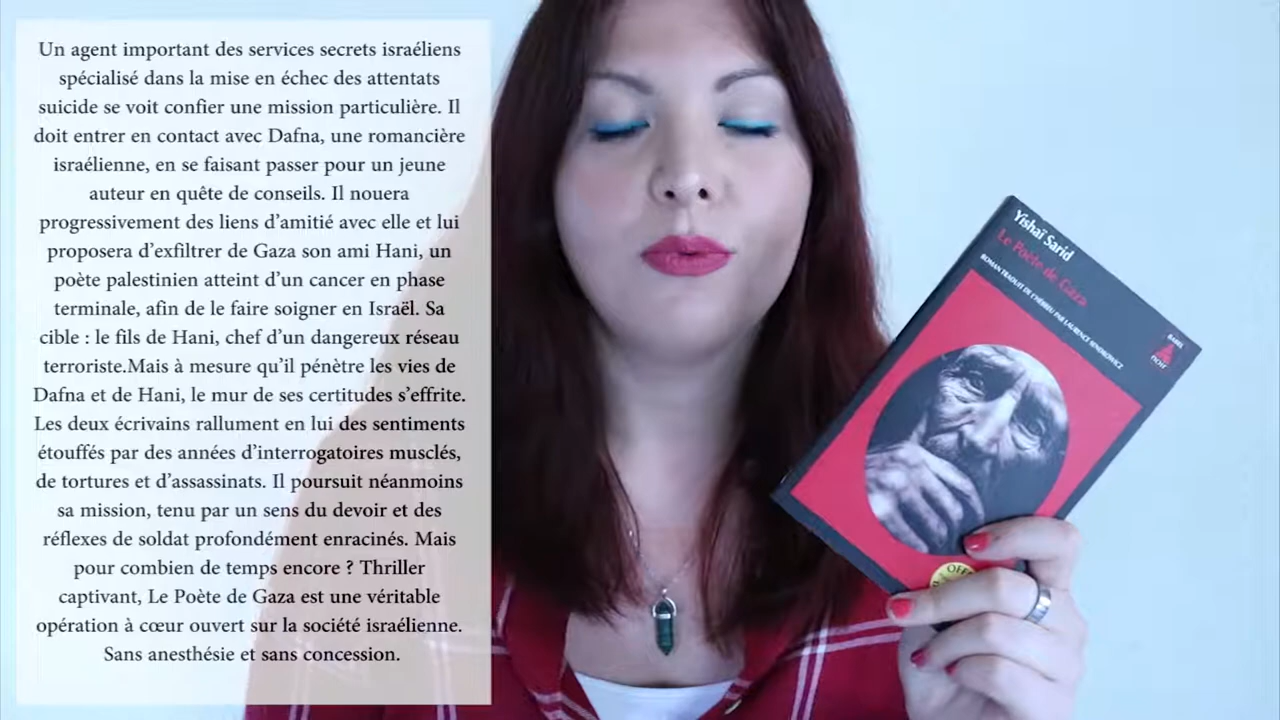 Un agent important des services secrets israéliens
spécialisé dans la mise en échec des attentats
suicide se voit confier une mission particulière. Il
doit entrer en contact avec Dafna, une romancière
israélienne, en se faisant passer pour un jeune
auteur en quête de conseils. Il nouera
progressivement des liens d’amitié avec elle et lui
proposera d’exfiltrer de Gaza son ami Hani, un
poète palestinien atteint d’un cancer en phase
terminale, afin de le faire soigner en Israël. Sa
cible : le fils de Hani, chef d’un dangereux réseau
terroriste.Mais à mesure qu’il pénètre les vies de
Dafna et de Hani, le mur de ses certitudes s’effrite.
Les deux écrivains rallument en lui des sentiments
étouffés par des années d’interrogatoires musclés,
de tortures et d’assassinats. Il poursuit néanmoins
sa mission, tenu par un sens du devoir et des
réflexes de soldat profondément enracinés. Mais
pour combien de temps encore ? Thriller
captivant, Le Poète de Gaza est une véritable
opération à cœur ouvert sur la société israélienne.
Sans anesthésie et sans concession.
Yishaï Sarid
Le Poète de Gaza
ROMAN TRADUIT DE L'HÉBREU PAR LAURENCE SENDROWICZ
BABEL